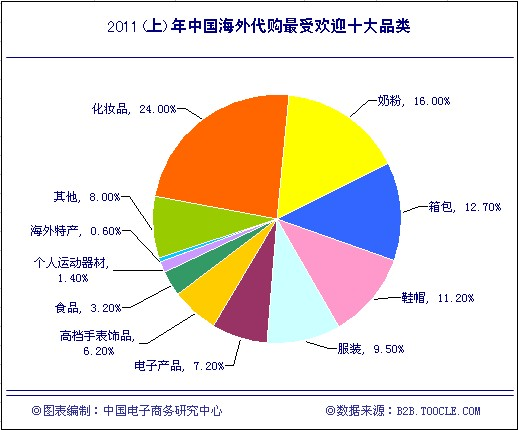 2011(上)年中国海外代购最受欢迎十大品类
化妆品, 24.00%
奶粉, 16.00%
箱包, 12.70%
鞋帽, 11.20%
服装, 9.50%
电子产品, 7.20%
高档手表饰品,
6.20%
食品, 3.20%
个人运动器材,
1.40%
海外特产, 0.60%
其他, 8.00%
©图表编制：中国电子商务研究中心
©数据来源：B2B.TOOCLE.COM